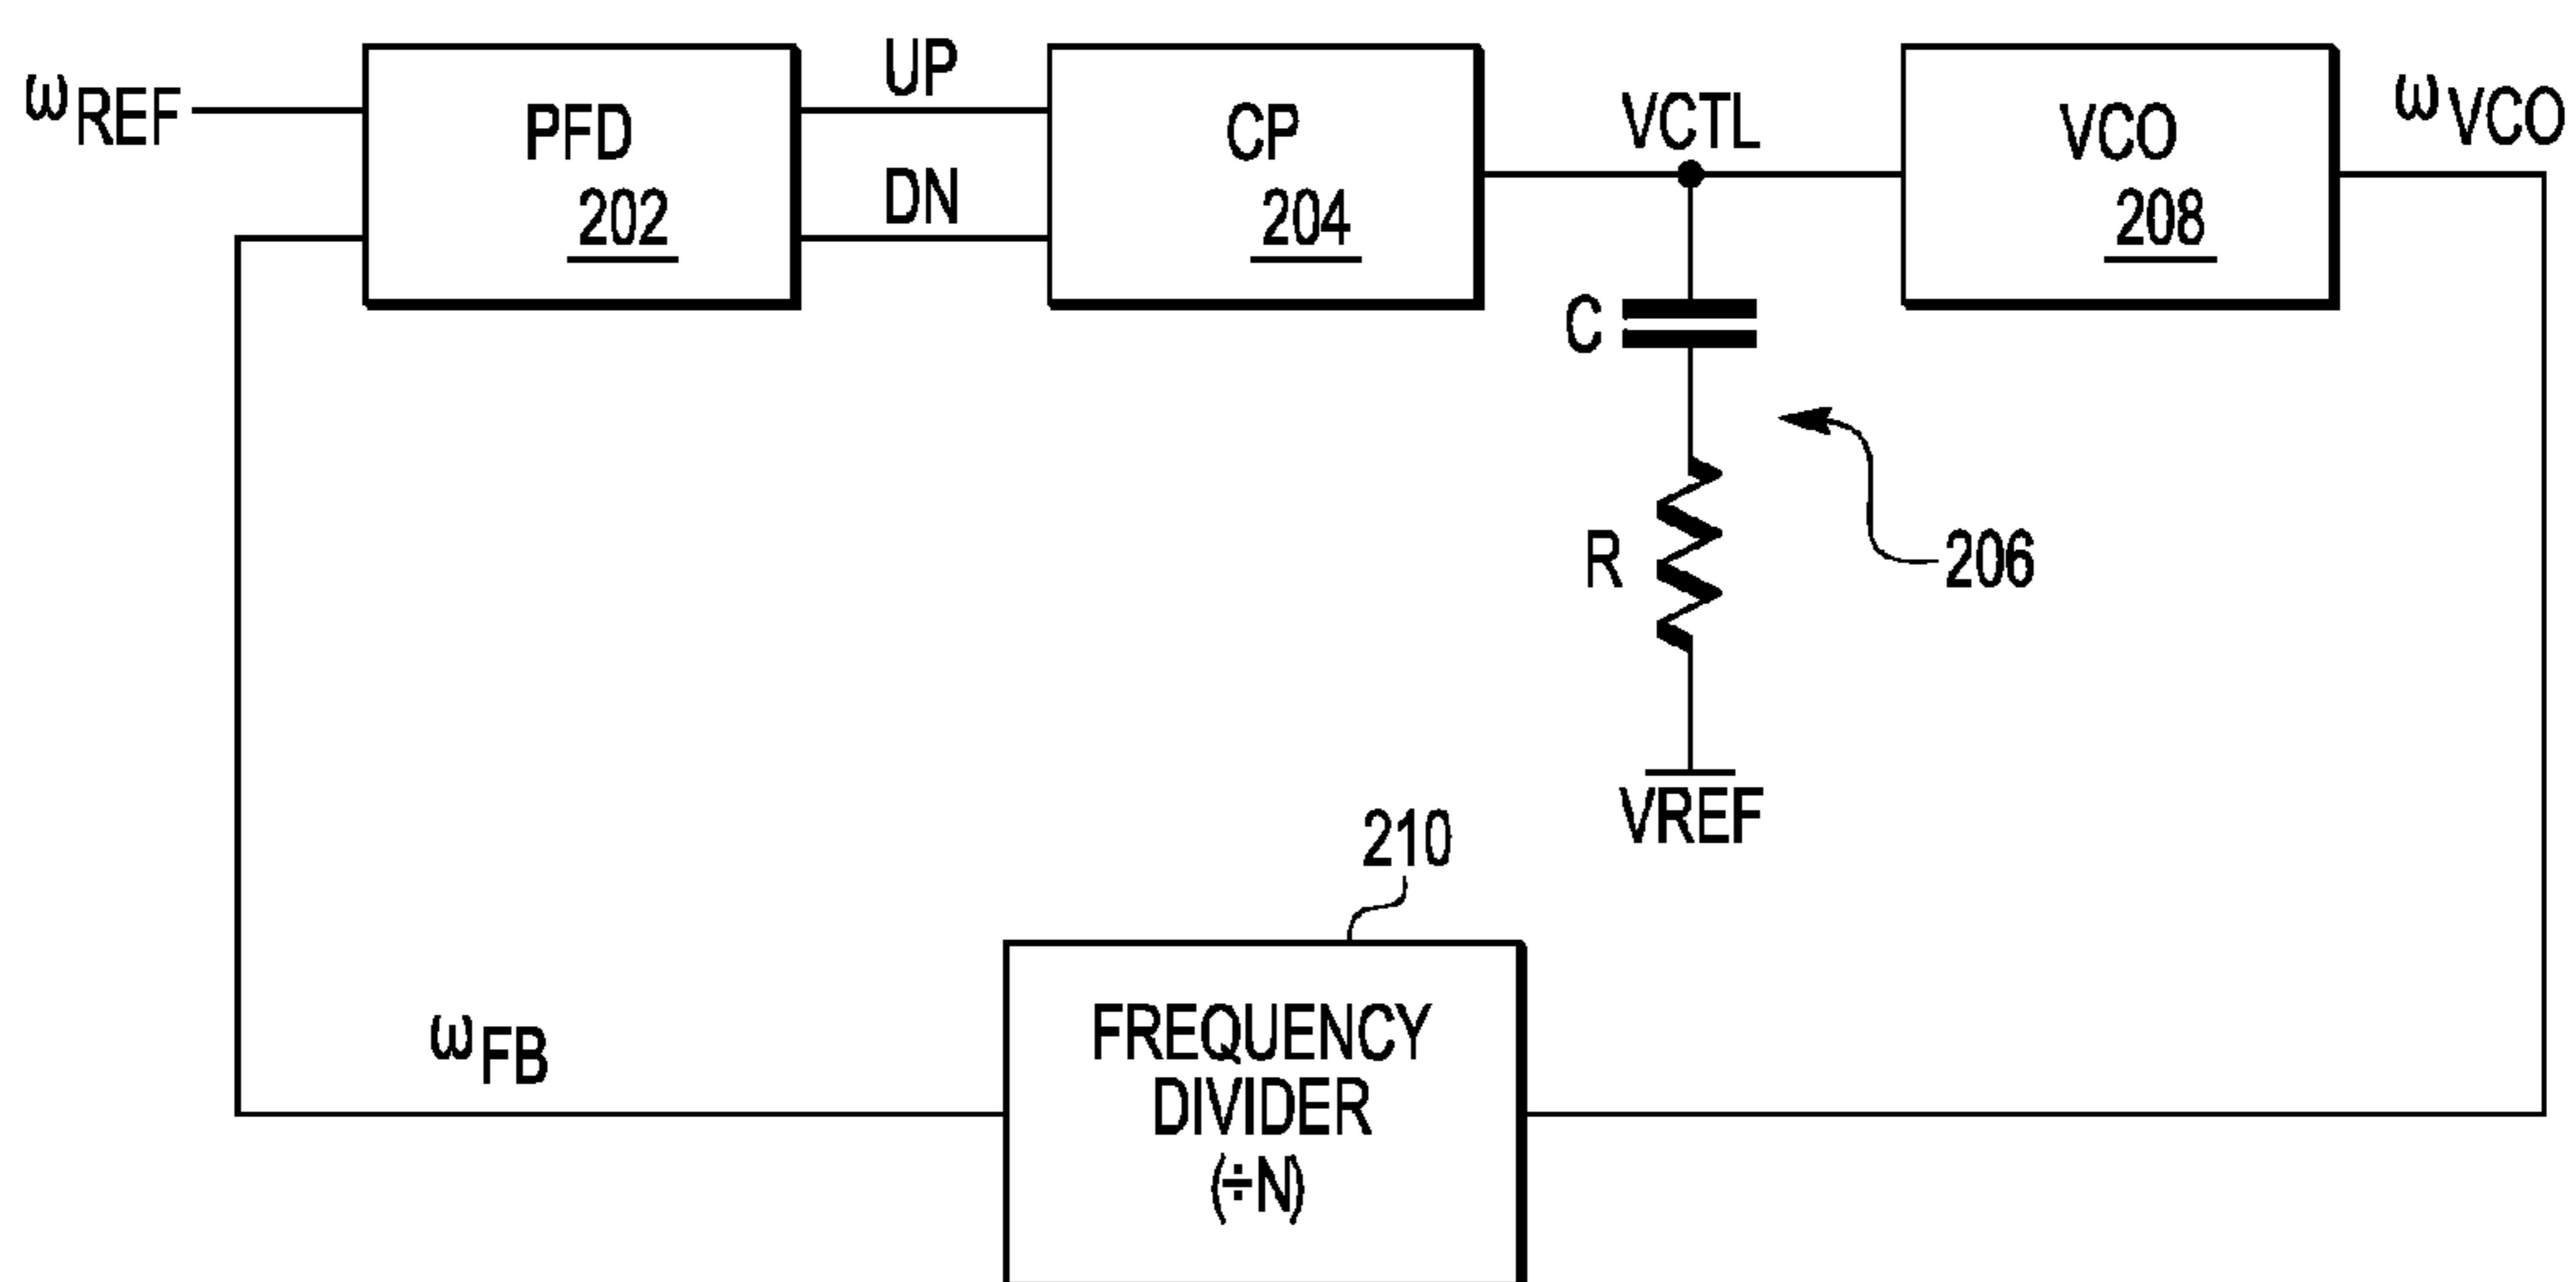 ωREF
PFD
202
UP
DN
CP
204
VCTL
VCO
208
ωVCO
C
R
206
VREF
210
ωFB
FREQUENCY
DIVIDER
(÷N)